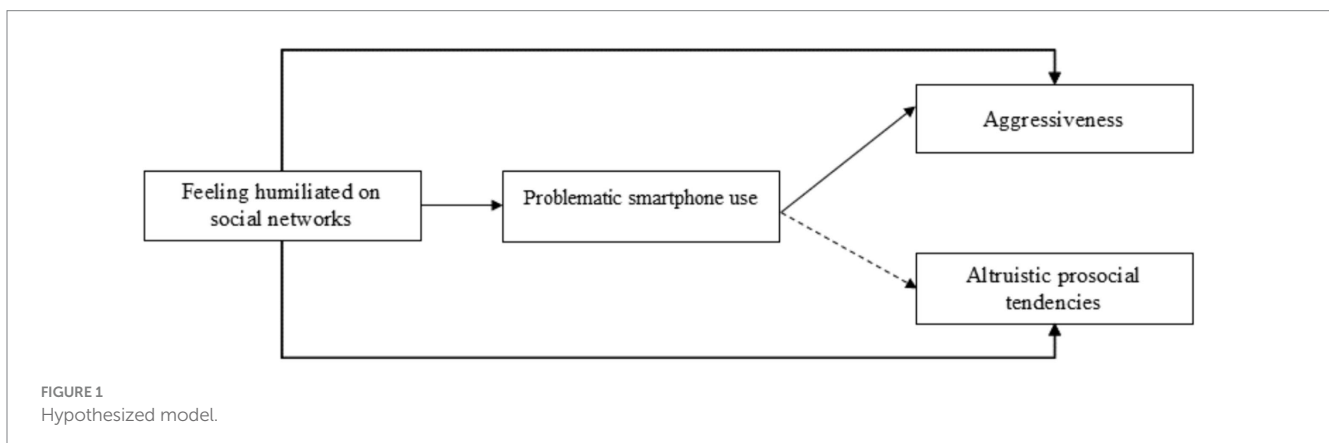 Aggressiveness
Feeling humiliated on
social networks
Problematic smartphone use
Altruistic prosocial
tendencies
FIGURE 1
Hypothesized model.